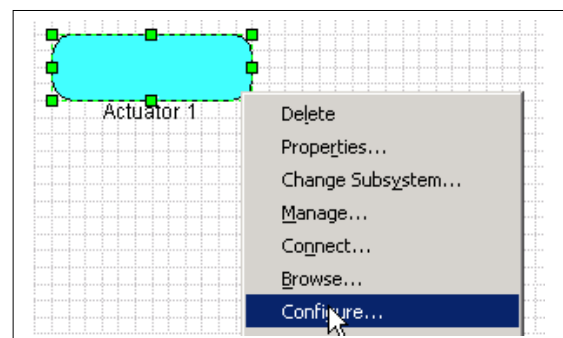 Actuator 1
Delete
Properties...
Change Subsystem...
Manage...
Connect...
Browse...
Configure...